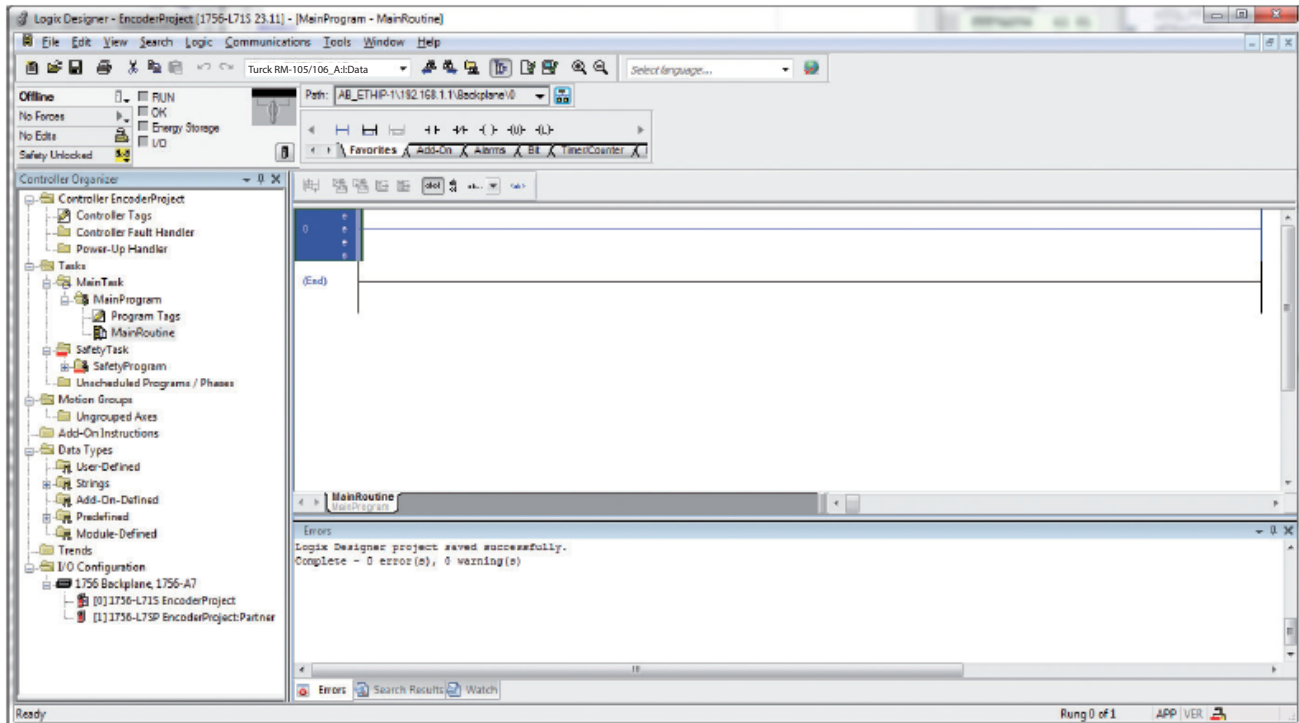 Logix Designer - EncoderProject [1756-L71S 23.11] - [MainProgram - MainRoutine]
File Edit View Search Logic Communications Tools Window Help
Turck RM-105/106_A:I:Data
Select language...
Offline
RUN
No Forces
OK
No Edits
Energy Storage
Safety Unlocked
I/O
Path: AB_ETHIP-1\192.168.1.1\Backplane\0
Favorites Add-On Alarms Bit Timer/Counter
Controller Organizer
Controller EncoderProject
Controller Tags
Controller Fault Handler
Power-Up Handler
Tasks
MainTask
MainProgram
Program Tags
MainRoutine
SafetyTask
SafetyProgram
Unscheduled Programs / Phases
Motion Groups
Ungrouped Axes
Add-On Instructions
Data Types
User-Defined
Strings
Add-On-Defined
Predefined
Module-Defined
Trends
I/O Configuration
1756 Backplane, 1756-A7
[0] 1756-L71S EncoderProject
[1] 1756-L7SP EncoderProject:Partner
0
(End)
MainRoutine
MainProgram
Errors
Logix Designer project saved successfully.
Complete - 0 error(s), 0 warning(s)
Errors Search Results Watch
Ready
Rung 0 of 1
APP VER